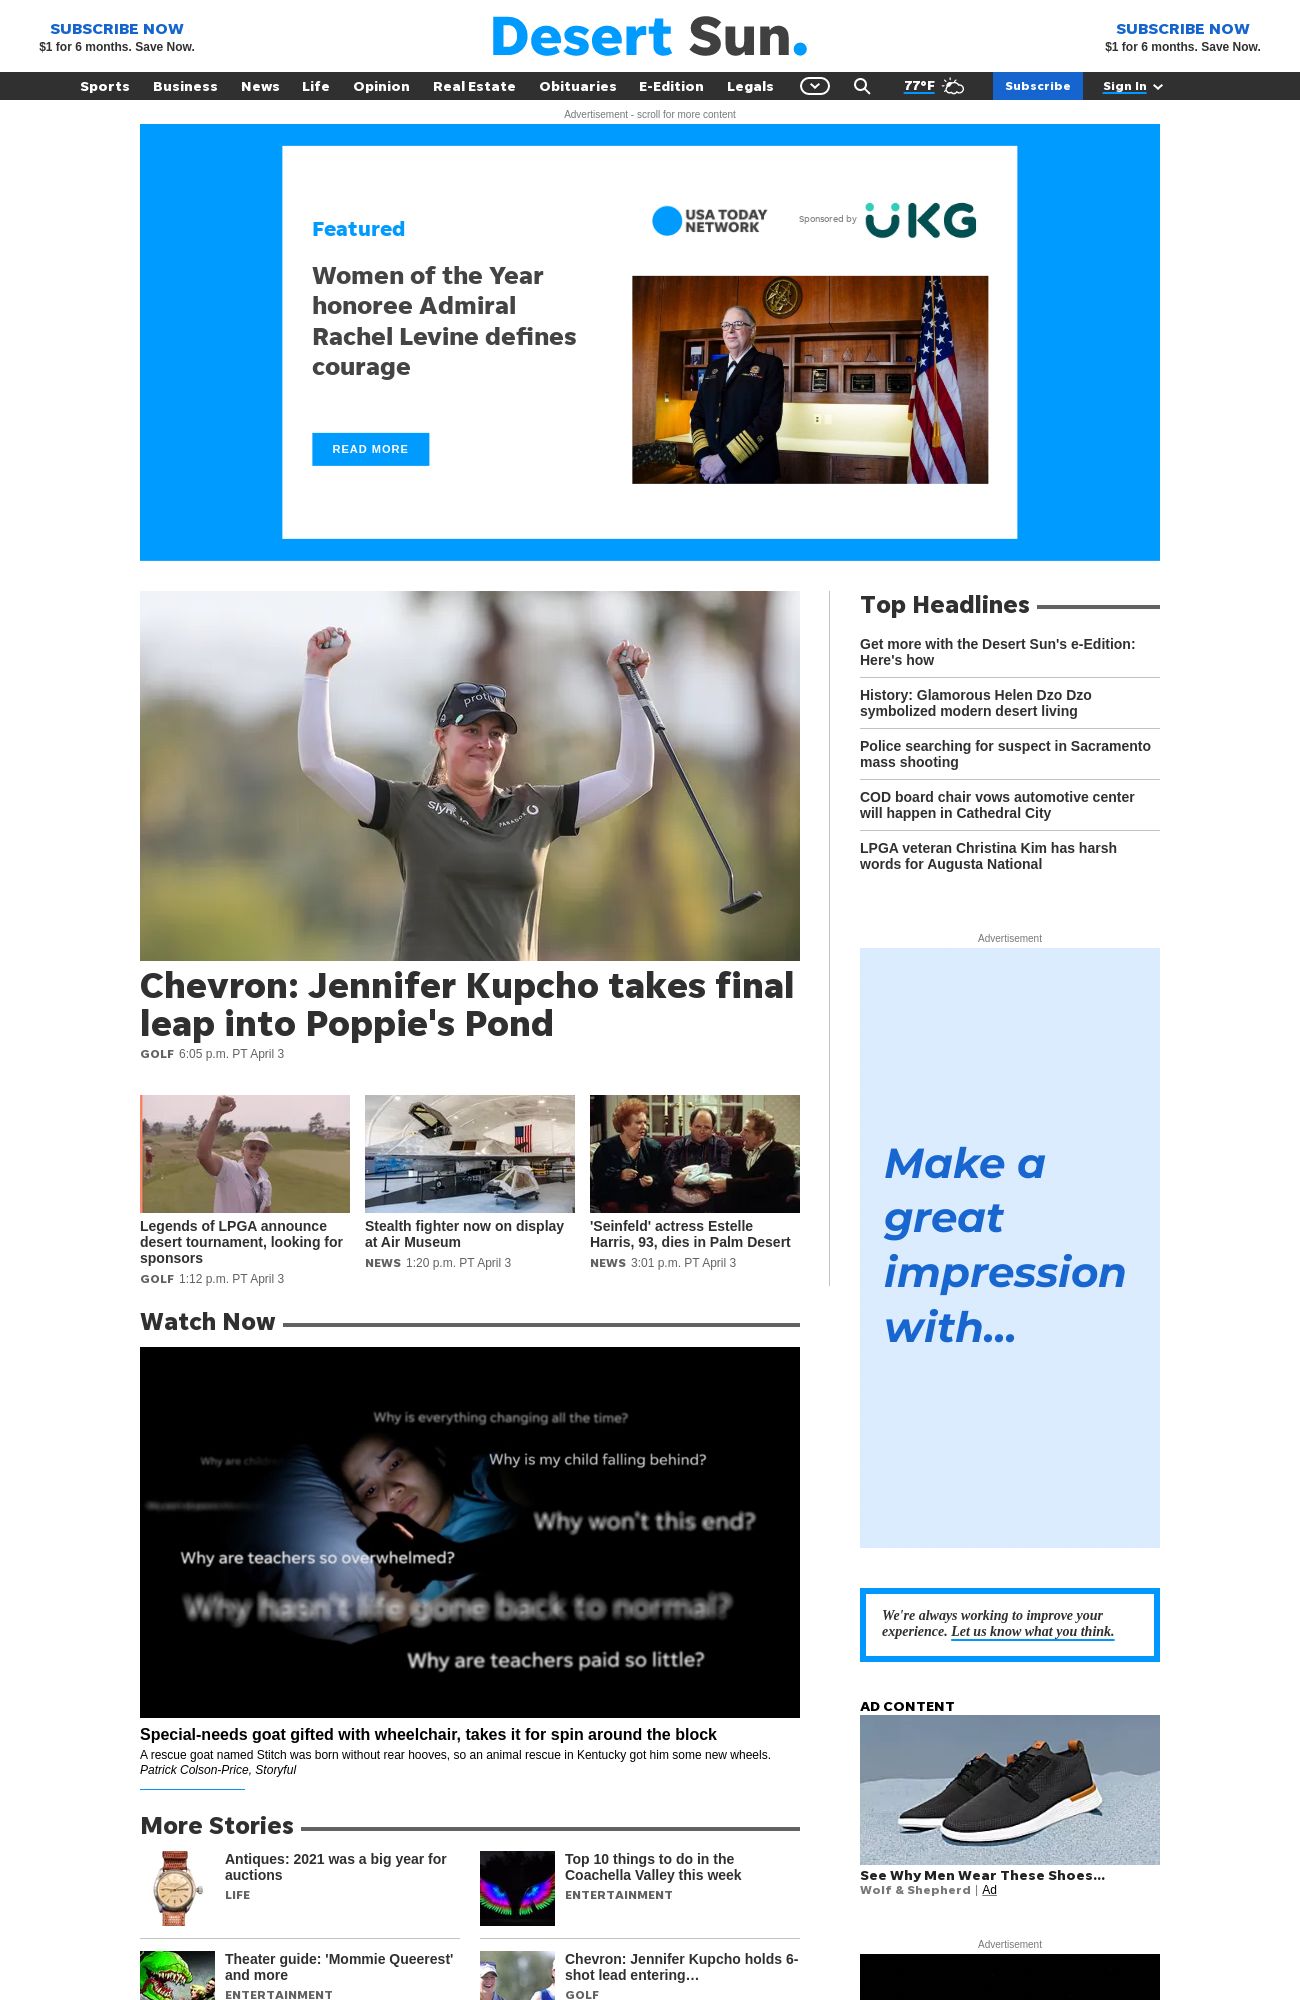 SUBSCRIBE NOW
$1 for 6 months. Save Now.
Desert Sun.
SUBSCRIBE NOW
$1 for 6 months. Save Now.
Sports Business News Life Opinion Real Estate Obituaries E-Edition Legals 77°F Subscribe Sign In
Advertisement - scroll for more content
Featured
Women of the Year
honoree Admiral
Rachel Levine defines
courage
READ MORE
USA TODAY
NETWORK
Sponsored by UKG
protiviti
Slync.io
PARADOX
Chevron: Jennifer Kupcho takes final
leap into Poppie's Pond
GOLF 6:05 p.m. PT April 3
Legends of LPGA announce
desert tournament, looking for
sponsors
GOLF 1:12 p.m. PT April 3
Stealth fighter now on display
at Air Museum
NEWS 1:20 p.m. PT April 3
'Seinfeld' actress Estelle
Harris, 93, dies in Palm Desert
NEWS 3:01 p.m. PT April 3
Top Headlines
Get more with the Desert Sun's e-Edition:
Here's how
History: Glamorous Helen Dzo Dzo
symbolized modern desert living
Police searching for suspect in Sacramento
mass shooting
COD board chair vows automotive center
will happen in Cathedral City
LPGA veteran Christina Kim has harsh
words for Augusta National
Advertisement
Make a
great
impression
with...
Watch Now
Why is everything changing all the time?
Why are children
Why is my child falling behind?
Why won't this end?
Why are teachers so overwhelmed?
Why hasn't life gone back to normal?
Why are teachers paid so little?
Special-needs goat gifted with wheelchair, takes it for spin around the block
A rescue goat named Stitch was born without rear hooves, so an animal rescue in Kentucky got him some new wheels.
Patrick Colson-Price, Storyful
We're always working to improve your
experience. Let us know what you think.
AD CONTENT
See Why Men Wear These Shoes...
Wolf & Shepherd | Ad
Advertisement
More Stories
Antiques: 2021 was a big year for
auctions
LIFE
Top 10 things to do in the
Coachella Valley this week
ENTERTAINMENT
Theater guide: 'Mommie Queerest'
and more
ENTERTAINMENT
Chevron: Jennifer Kupcho holds 6-
shot lead entering…
GOLF